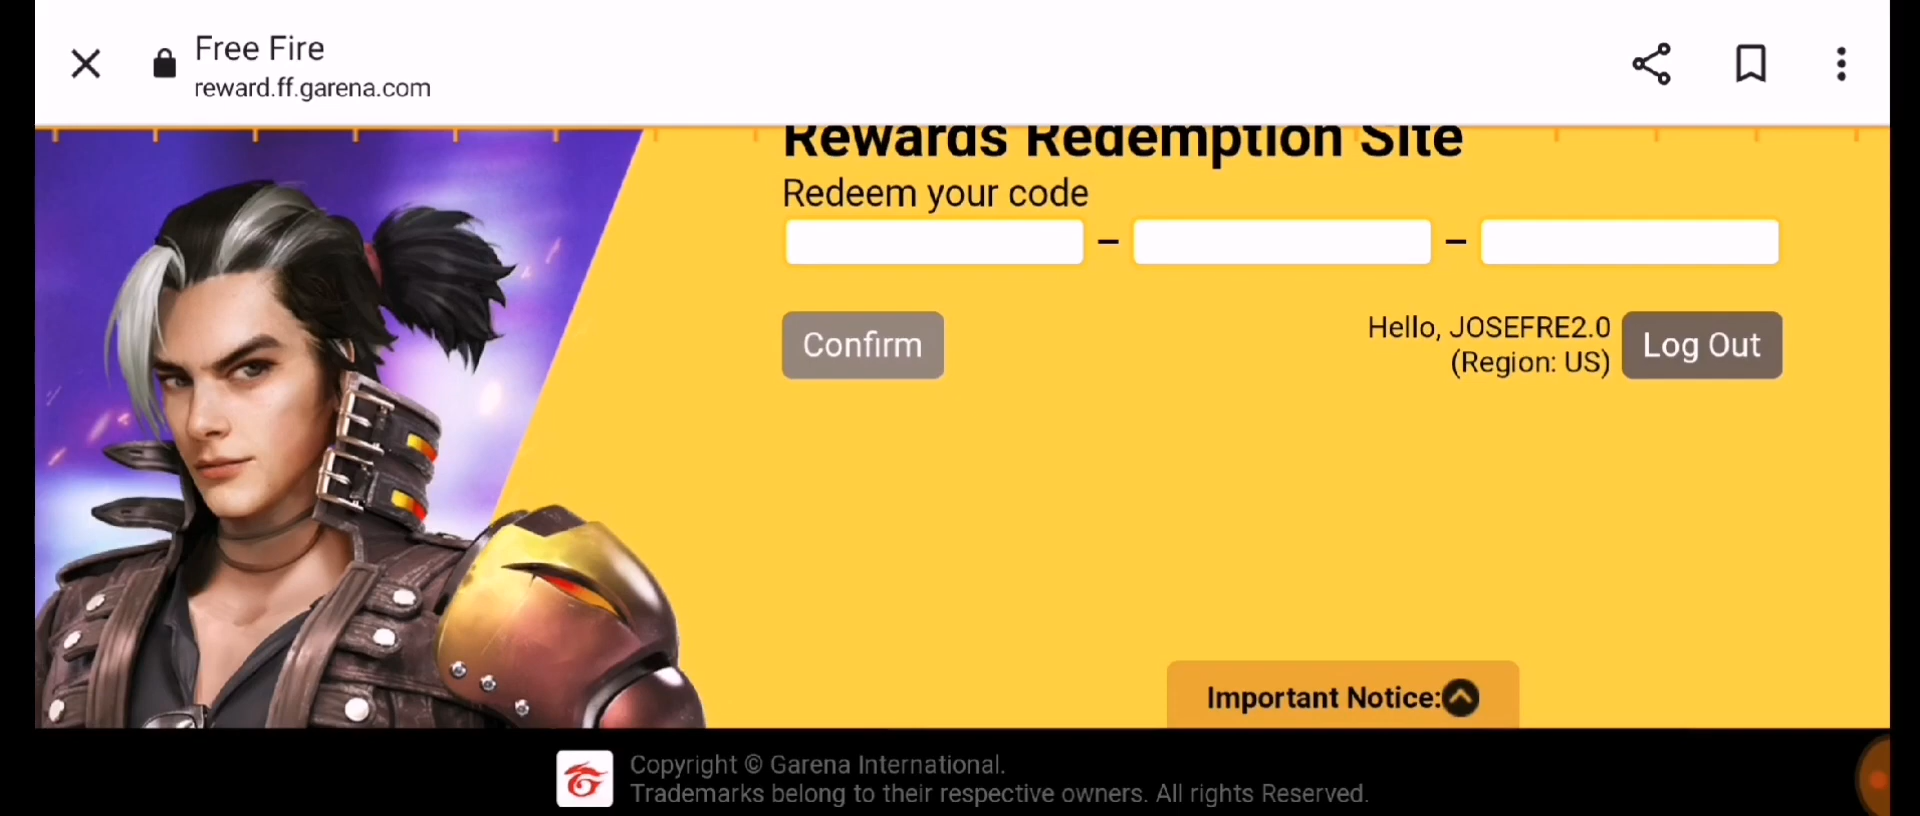 Free Fire
reward.ff.garena.com
Rewards Redemption Site
Redeem your code
Confirm
Hello, JOSEFRE2.0
(Region: US)
Log Out
Important Notice:
Copyright © Garena International.
Trademarks belong to their respective owners. All rights Reserved.